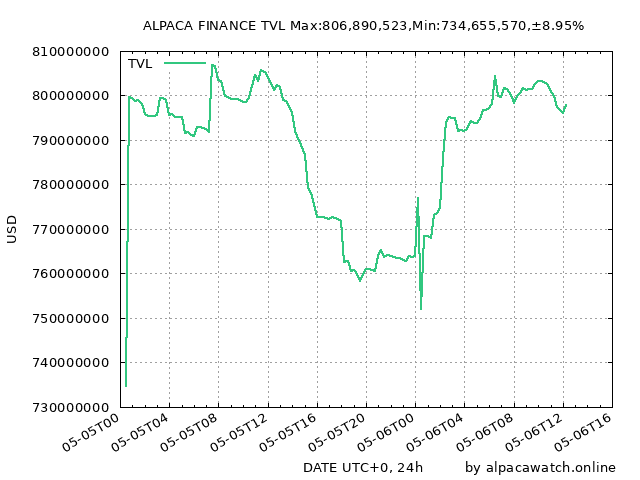 ALPACA FINANCE TVL Max:806,890,523,Min:734,655,570,±8.95%
TVL
810000000
800000000
790000000
780000000
770000000
760000000
750000000
740000000
730000000
USD
05-05T00
05-05T04
05-05T08
05-05T12
05-05T16
05-05T20
05-06T00
05-06T04
05-06T08
05-06T12
05-06T16
DATE UTC+0, 24h
by alpacawatch.online